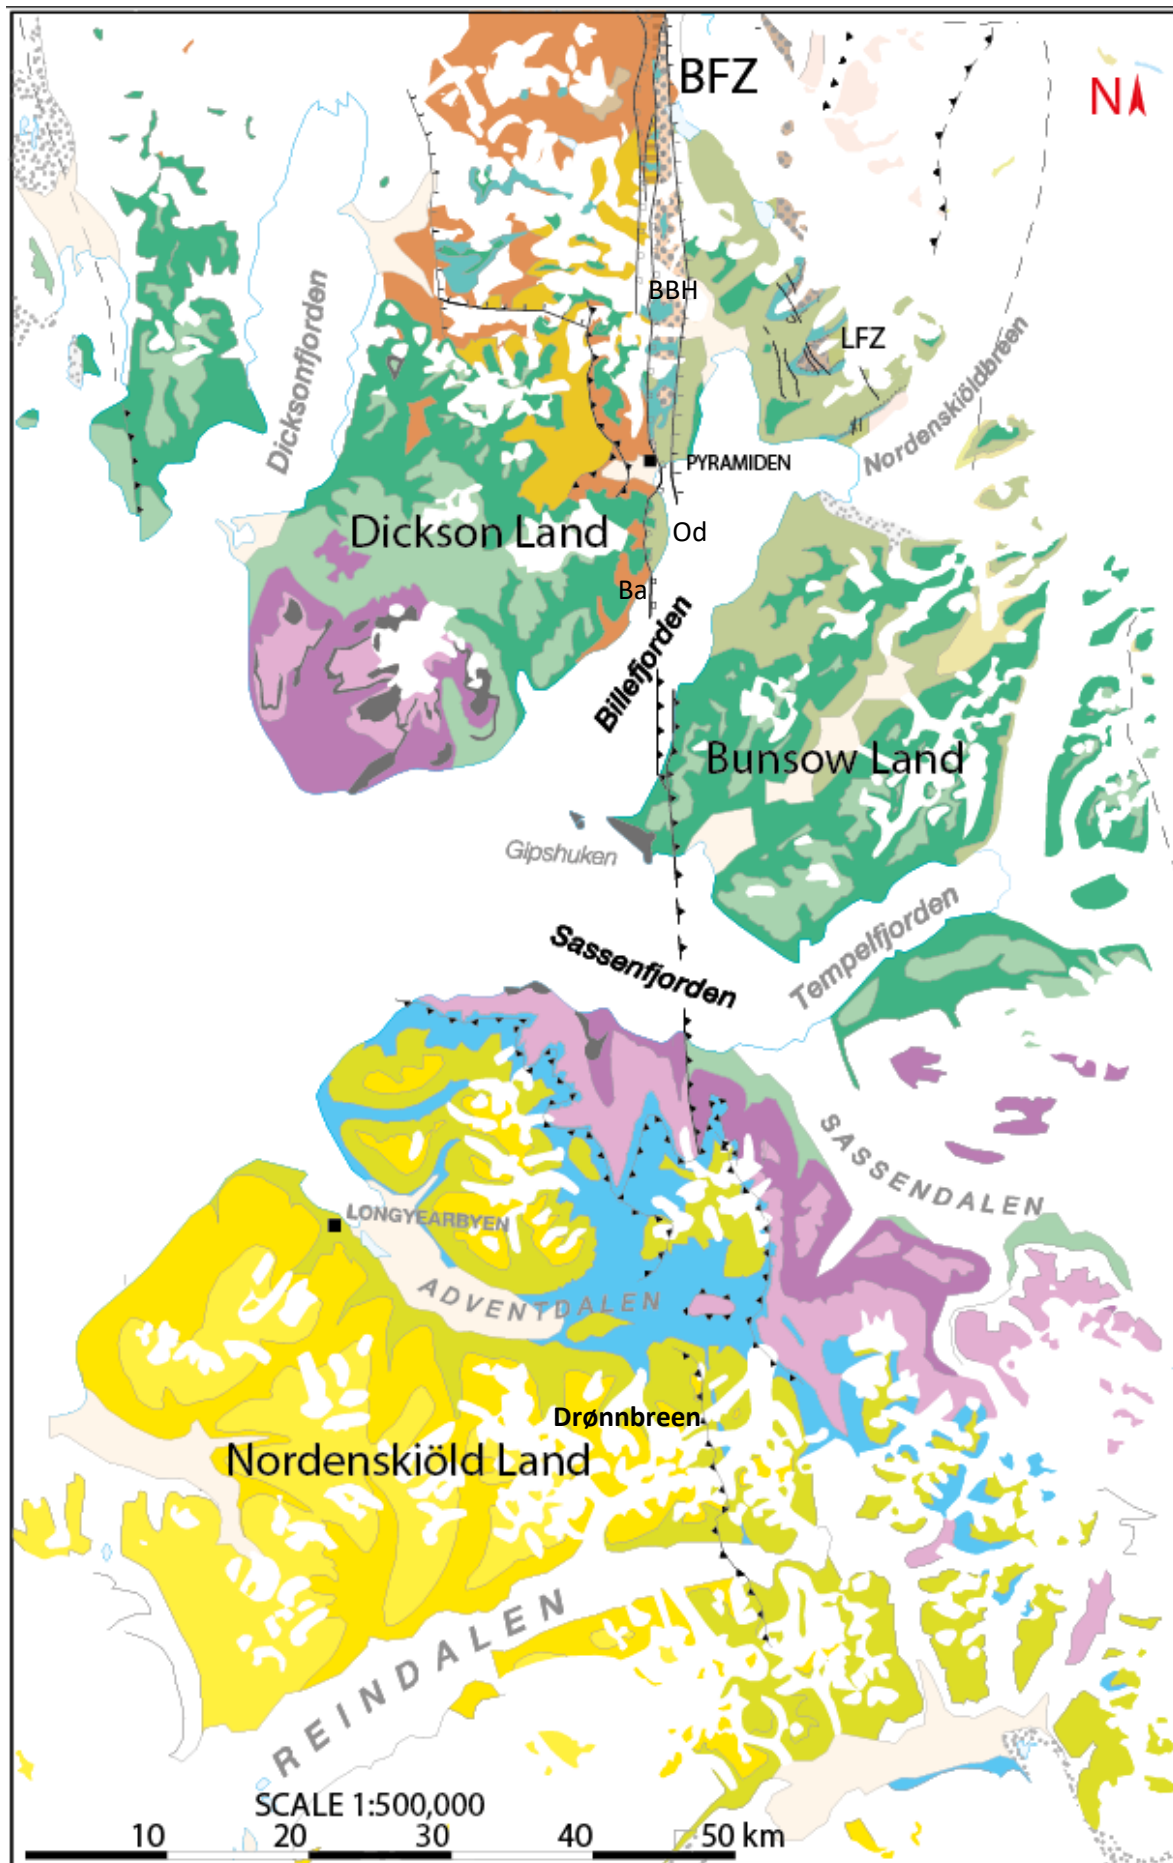 BFZ
N
BBH
LFZ
Dicksonfjorden
Nordenskiöldbreen
PYRAMIDEN
Dickson Land
Od
Ba
Billefjorden
Bunsow Land
Gipshuken
Sassenfjorden
Tempelfjorden
SASSENDALEN
LONGYEARBYEN
ADVENTDALEN
Drønnbreen
Nordenskiöld Land
REINDALEN
SCALE 1:500,000
10 20 30 40 50 km